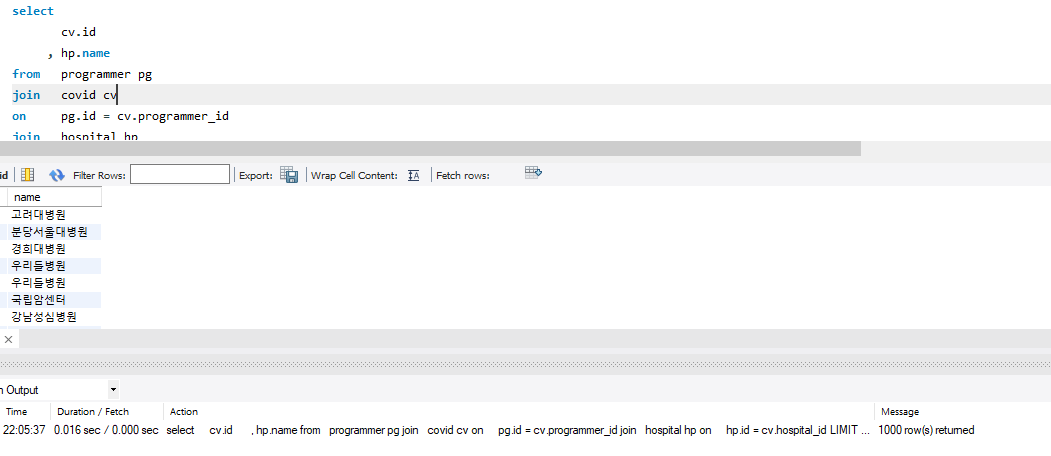 select
cv.id
, hp.name
from programmer pg
join covid cv
on pg.id = cv.programmer_id
join hospital hp
id Filter Rows: Export: Wrap Cell Content: Fetch rows:
name
고려대병원
분당서울대병원
경희대병원
우리들병원
우리들병원
국립암센터
강남성심병원
n Output
Time Duration / Fetch Action Message
22:05:37 0.016 sec / 0.000 sec select cv.id , hp.name from programmer pg join covid cv on pg.id = cv.programmer_id join hospital hp on hp.id = cv.hospital_id LIMIT ... 1000 row(s) returned